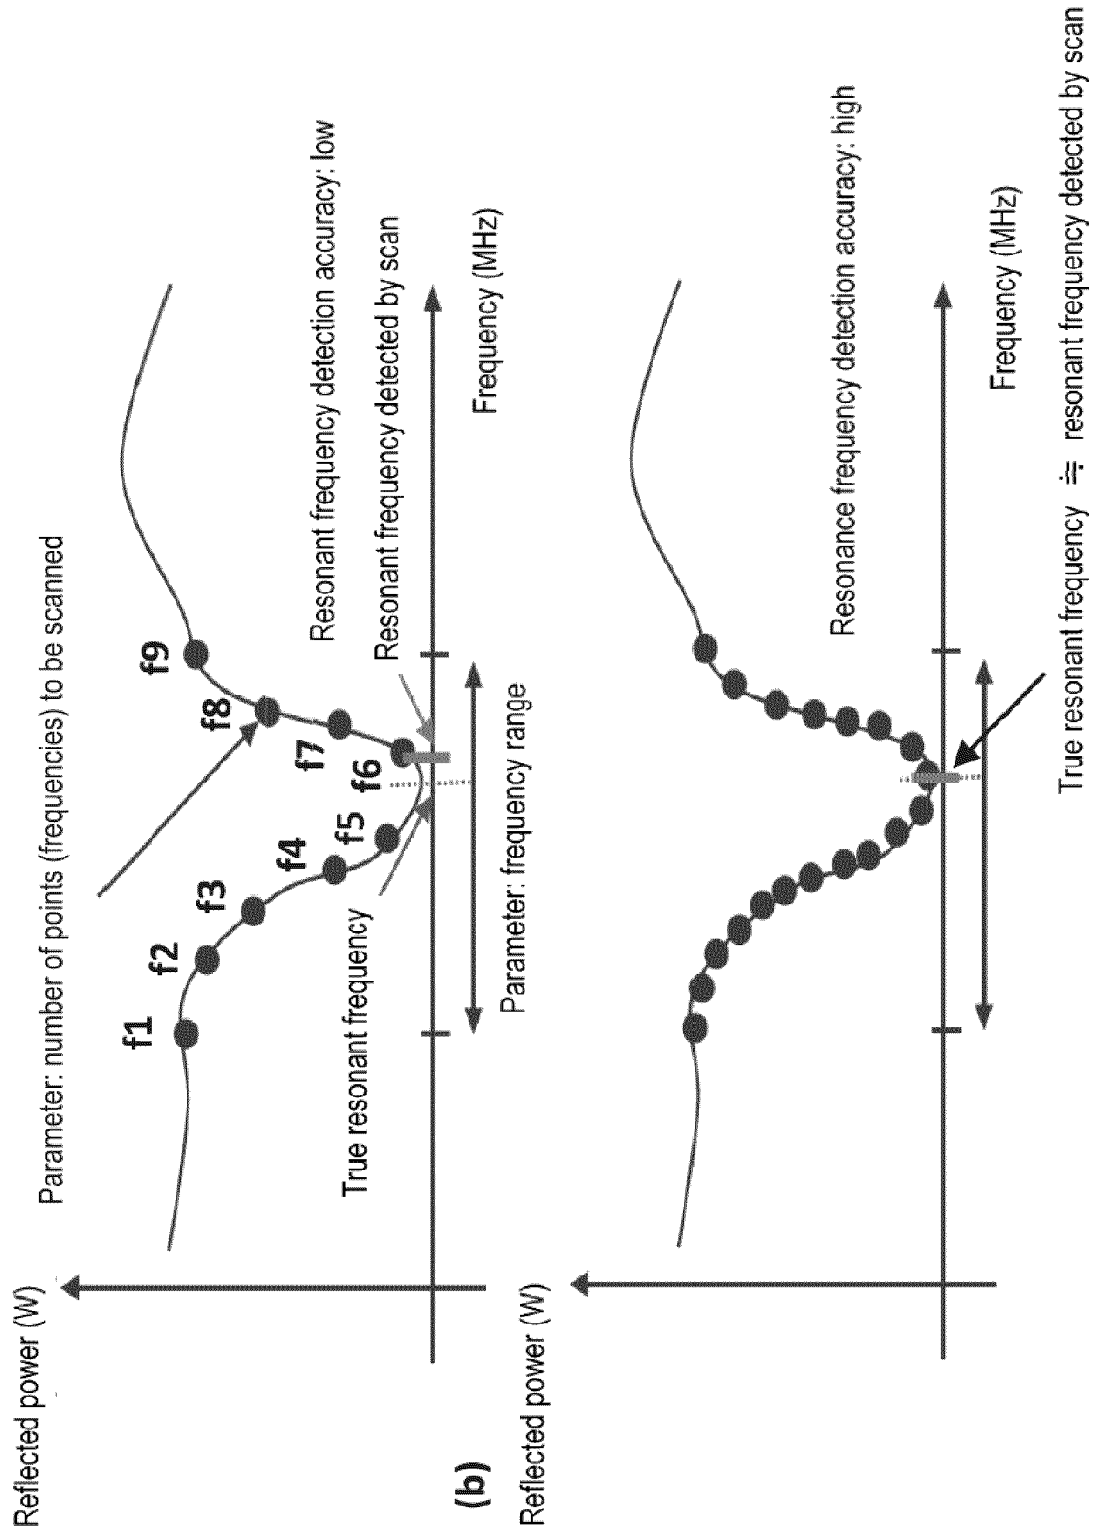 Reflected power (W)
Parameter: number of points (frequencies) to be scanned
f1
f2
f3
f4
f5
f6
f7
f8
f9
Resonant frequency detection accuracy: low
True resonant frequency
Resonant frequency detected by scan
Frequency (MHz)
Parameter: frequency range
(b)
Reflected power (W)
Resonance frequency detection accuracy: high
Frequency (MHz)
True resonant frequency ≒ resonant frequency detected by scan